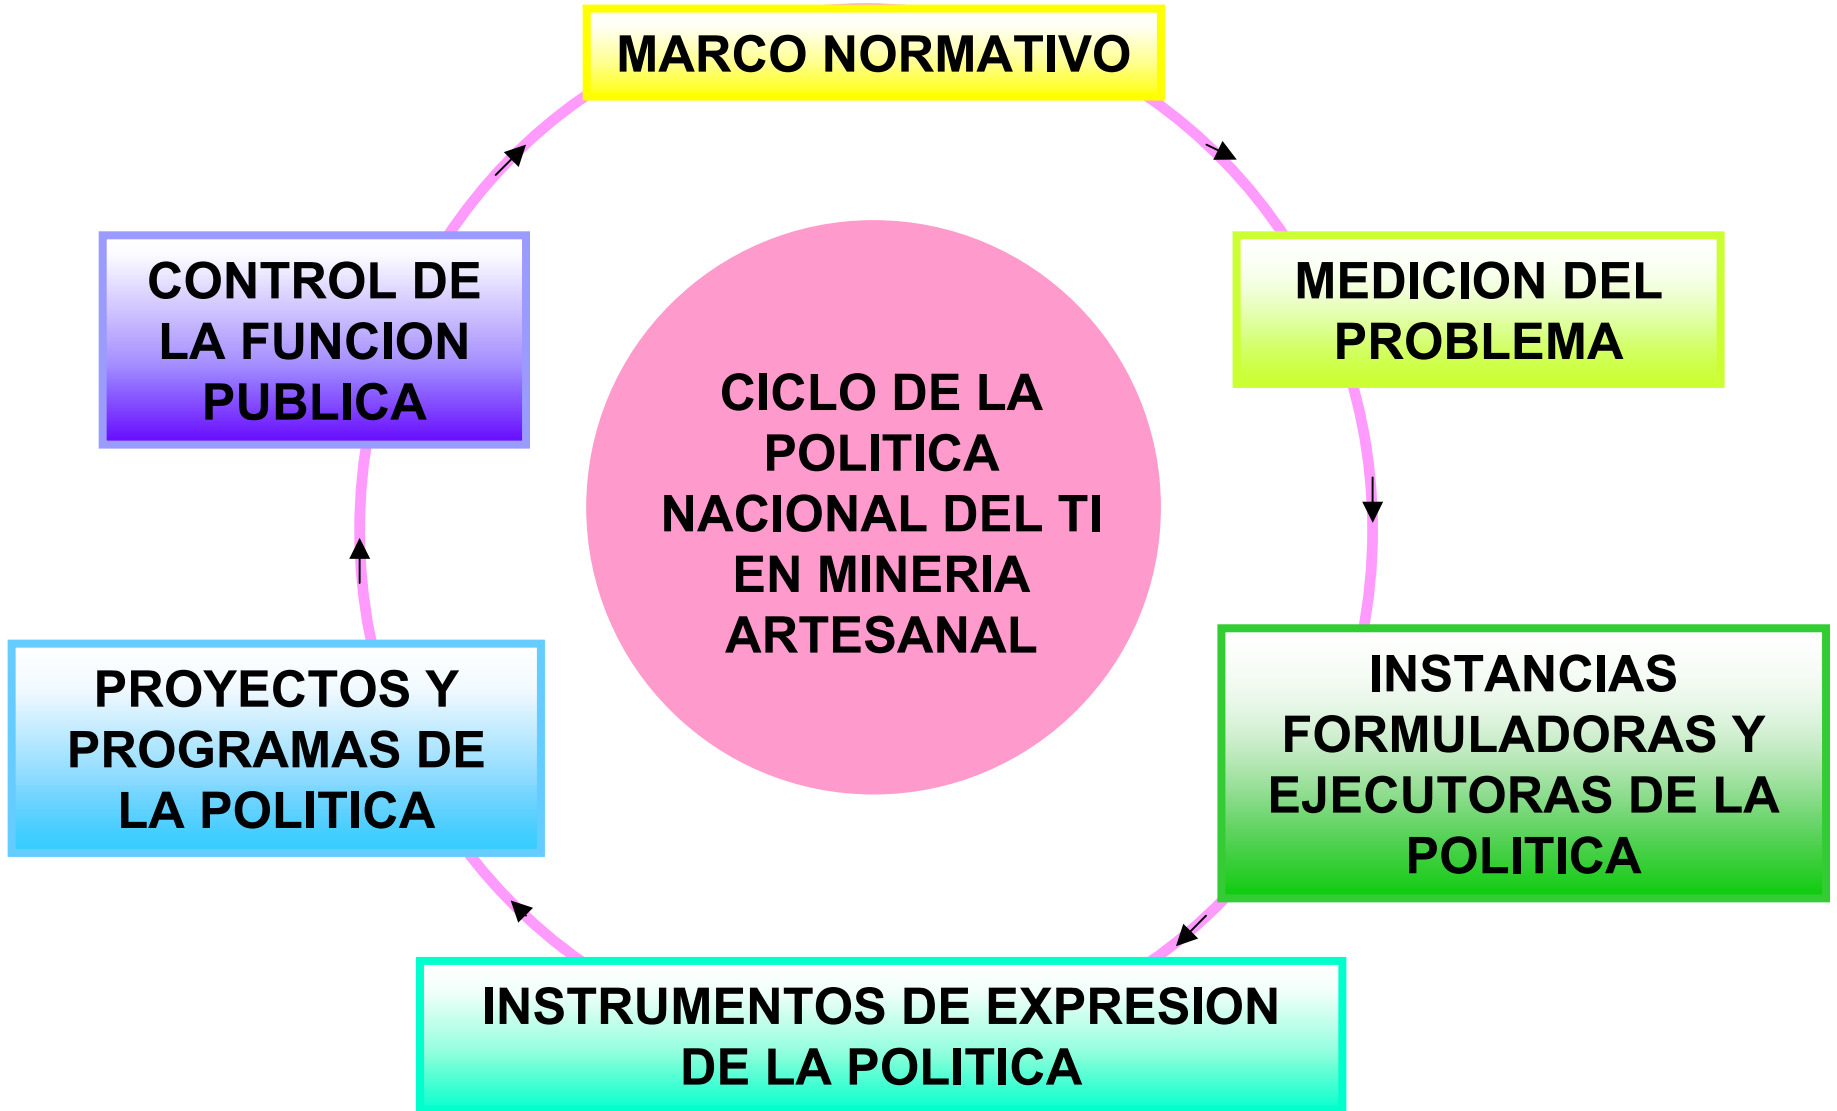 MARCO NORMATIVO
CONTROL DE
LA FUNCION
PUBLICA
MEDICION DEL
PROBLEMA
CICLO DE LA
POLITICA
NACIONAL DEL TI
EN MINERIA
ARTESANAL
PROYECTOS Y
PROGRAMAS DE
LA POLITICA
INSTANCIAS
FORMULADORAS Y
EJECUTORAS DE LA
POLITICA
INSTRUMENTOS DE EXPRESION
DE LA POLITICA